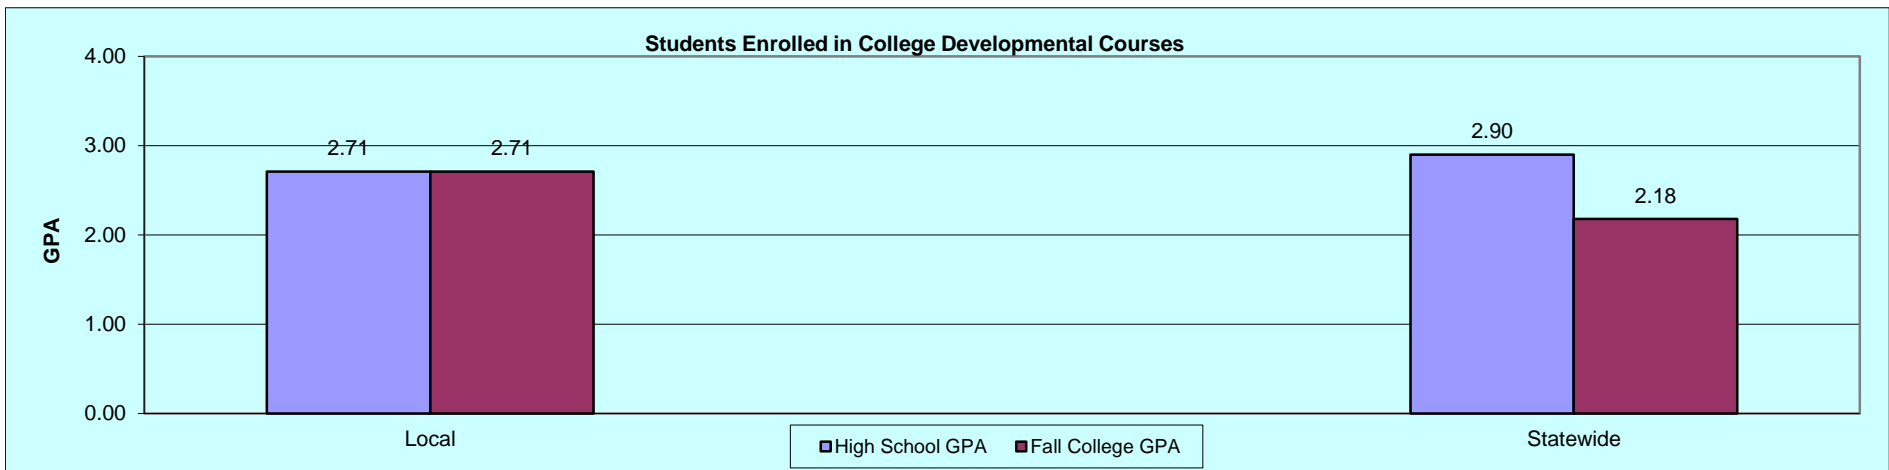 Students Enrolled in College Developmental Courses
4.00
3.00
2.00
1.00
0.00
GPA
2.71
2.71
2.90
2.18
Local
Statewide
High School GPA
Fall College GPA